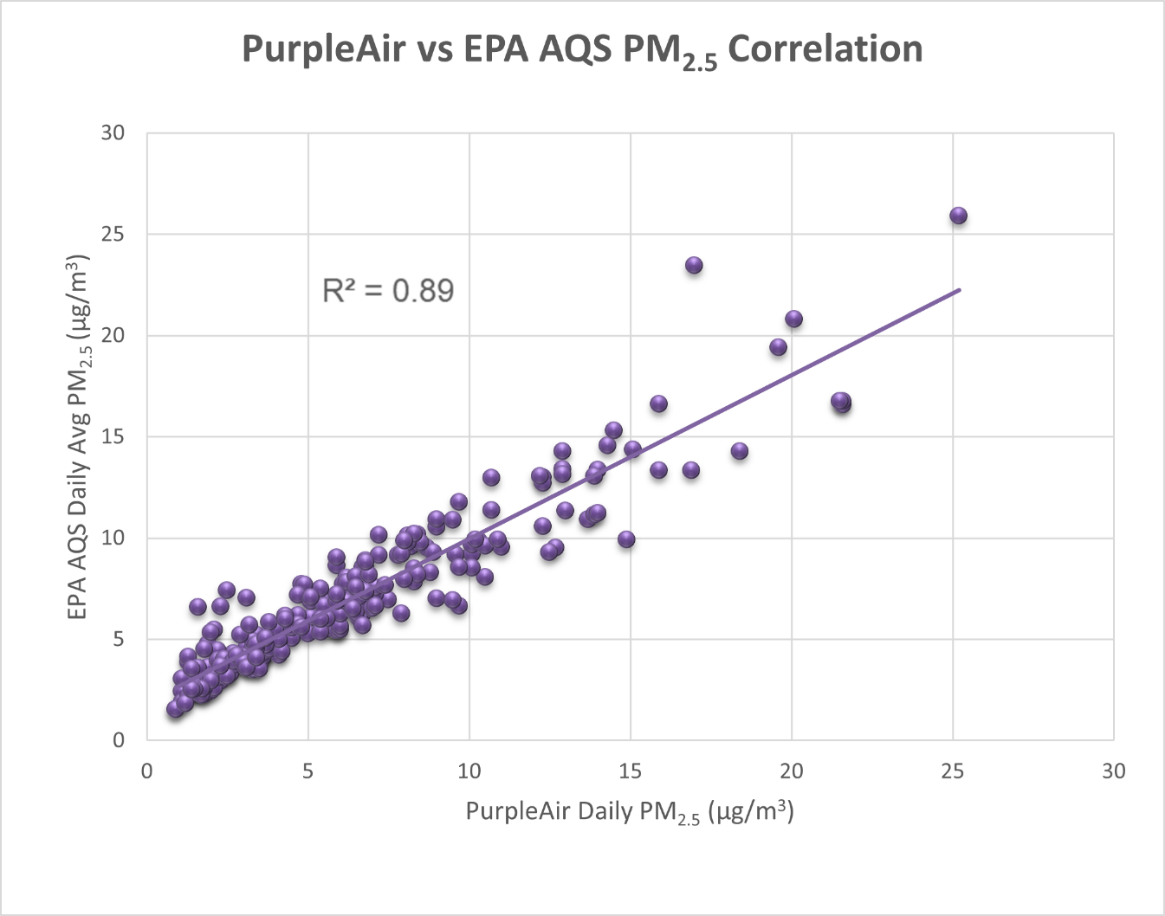 PurpleAir vs EPA AQS PM2.5 Correlation
30
25
20
15
10
5
0
EPA AQS Daily Avg PM2.5 (µg/m³)
R² = 0.89
0 5 10 15 20 25 30
PurpleAir Daily PM2.5 (µg/m³)